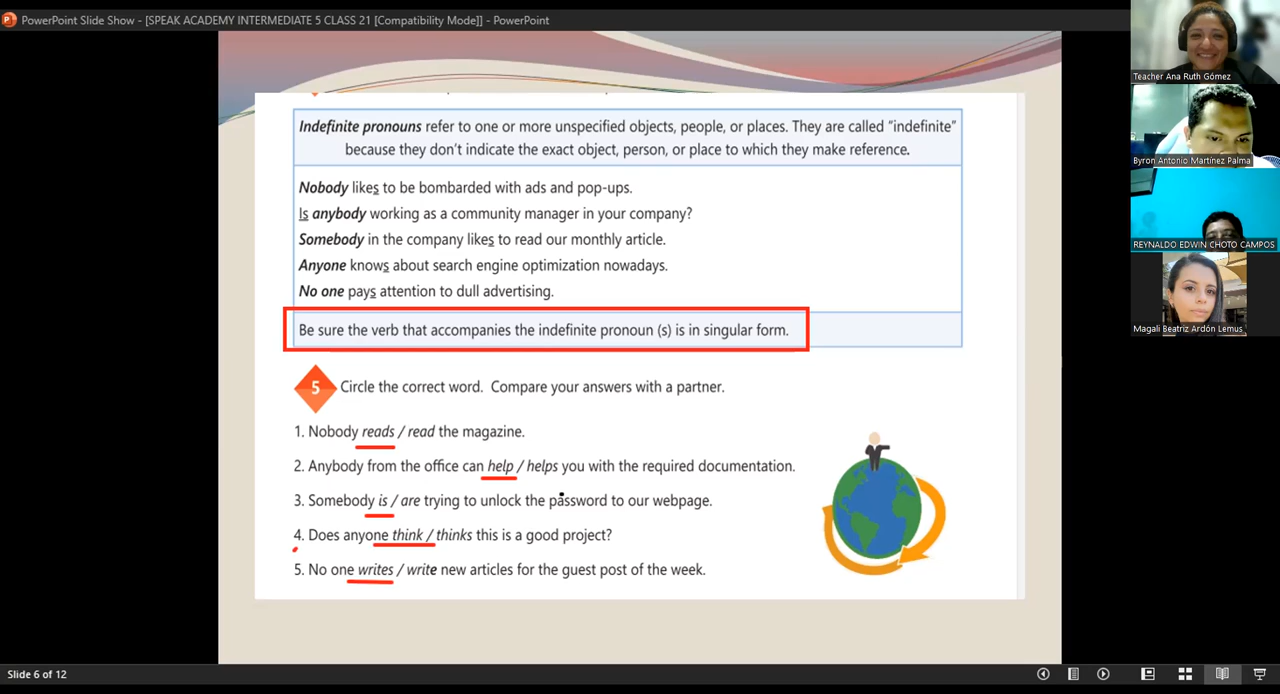 PowerPoint Slide Show - [SPEAK ACADEMY INTERMEDIATE 5 CLASS 21 [Compatibility Mode]] - PowerPoint
Indefinite pronouns refer to one or more unspecified objects, people, or places. They are called “indefinite”
because they don’t indicate the exact object, person, or place to which they make reference.
Nobody likes to be bombarded with ads and pop-ups.
Is anybody working as a community manager in your company?
Somebody in the company likes to read our monthly article.
Anyone knows about search engine optimization nowadays.
No one pays attention to dull advertising.
Be sure the verb that accompanies the indefinite pronoun (s) is in singular form.
5 Circle the correct word. Compare your answers with a partner.
1. Nobody reads / read the magazine.
2. Anybody from the office can help / helps you with the required documentation.
3. Somebody is / are trying to unlock the password to our webpage.
4. Does anyone think / thinks this is a good project?
5. No one writes / write new articles for the guest post of the week.
Teacher Ana Ruth Gómez
Byron Antonio Martínez Palma
REYNALDO EDWIN CHOTO CAMPOS
Magali Beatriz Ardón Lemus
Slide 6 of 12